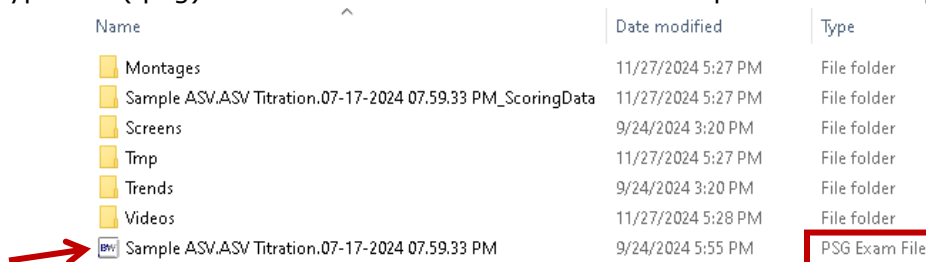 Name Date modified Type
Montages 11/27/2024 5:27 PM File folder
Sample ASV.ASV Titration.07-17-2024 07.59.33 PM_ScoringData 11/27/2024 5:27 PM File folder
Screens 9/24/2024 3:20 PM File folder
Tmp 11/27/2024 5:27 PM File folder
Trends 9/24/2024 3:20 PM File folder
Videos 11/27/2024 5:28 PM File folder
BW Sample ASV.ASV Titration.07-17-2024 07.59.33 PM 9/24/2024 5:55 PM PSG Exam File